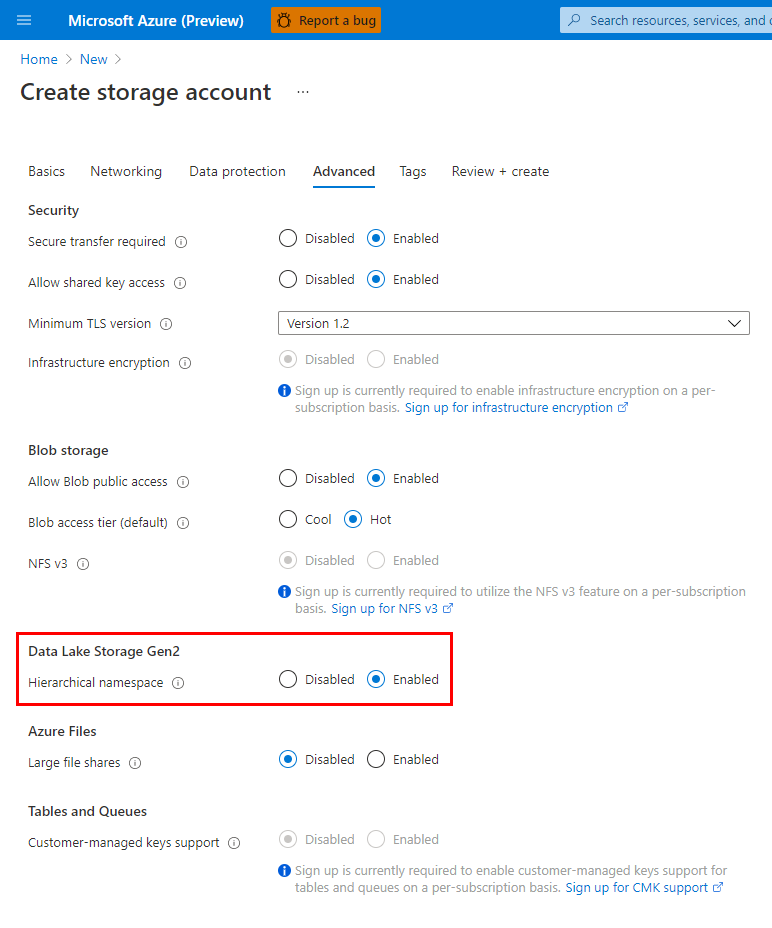 Microsoft Azure (Preview) Report a bug Search resources, services, and
Home > New >
Create storage account ...
Basics Networking Data protection Advanced Tags Review + create
Security
Secure transfer required Disabled Enabled
Allow shared key access Disabled Enabled
Minimum TLS version Version 1.2
Infrastructure encryption Disabled Enabled
Sign up is currently required to enable infrastructure encryption on a per-
subscription basis. Sign up for infrastructure encryption
Blob storage
Allow Blob public access Disabled Enabled
Blob access tier (default) Cool Hot
NFS v3 Disabled Enabled
Sign up is currently required to utilize the NFS v3 feature on a per-subscription
basis. Sign up for NFS v3
Data Lake Storage Gen2
Hierarchical namespace Disabled Enabled
Azure Files
Large file shares Disabled Enabled
Tables and Queues
Customer-managed keys support Disabled Enabled
Sign up is currently required to enable customer-managed keys support for
tables and queues on a per-subscription basis. Sign up for CMK support